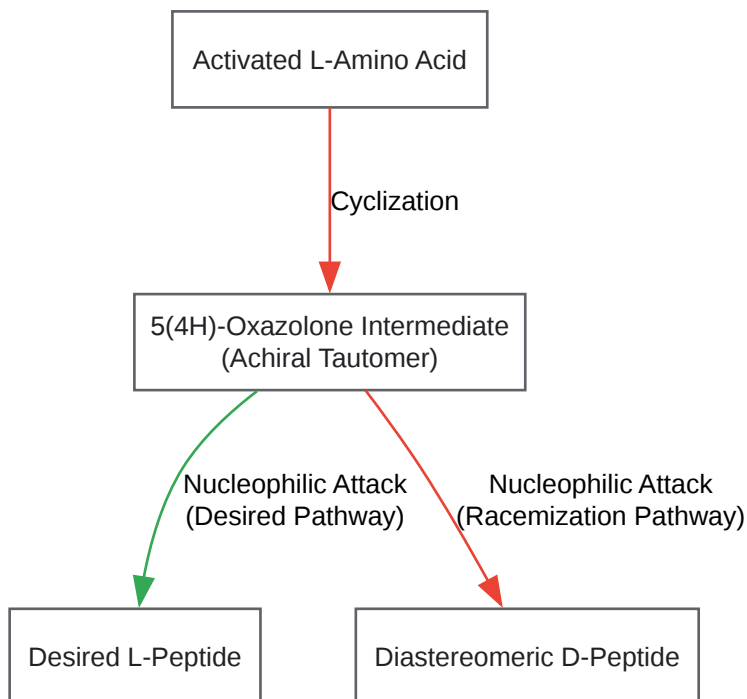 Activated L-Amino Acid
Cyclization
5(4H)-Oxazolone Intermediate
(Achiral Tautomer)
Nucleophilic Attack
(Desired Pathway)
Nucleophilic Attack
(Racemization Pathway)
Desired L-Peptide
Diastereomeric D-Peptide